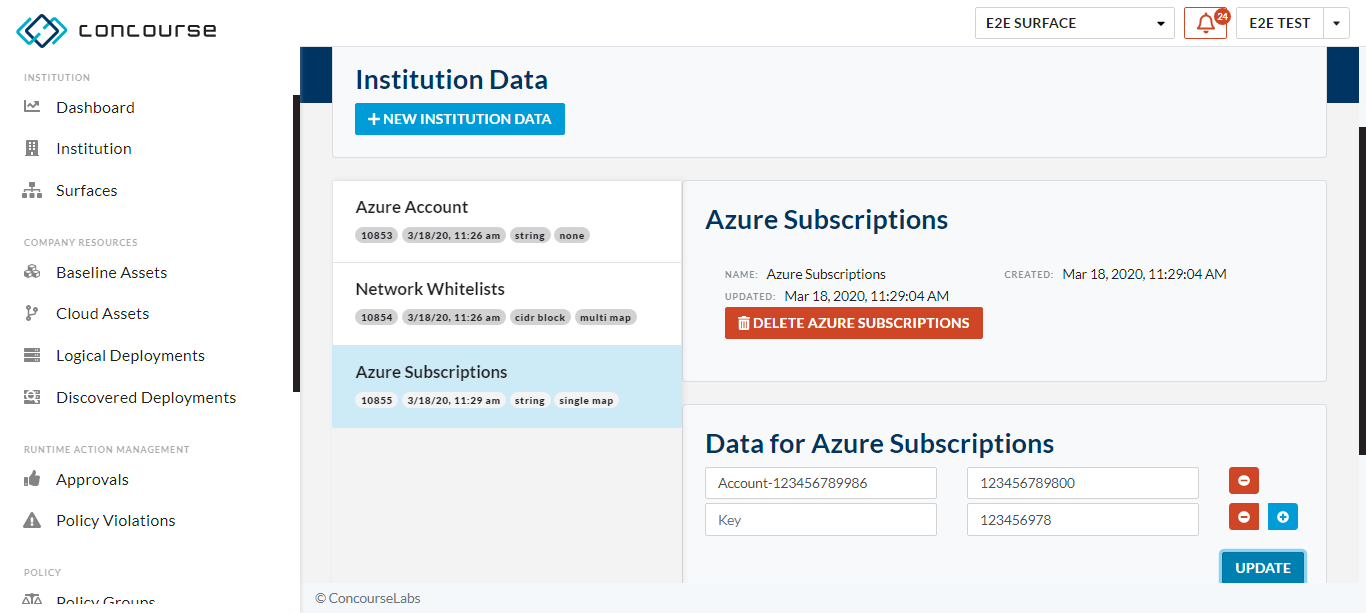 concourse
E2E SURFACE
24
E2E TEST
INSTITUTION
Dashboard
Institution
Surfaces
COMPANY RESOURCES
Baseline Assets
Cloud Assets
Logical Deployments
Discovered Deployments
RUNTIME ACTION MANAGEMENT
Approvals
Policy Violations
POLICY
Policy Groups
Institution Data
NEW INSTITUTION DATA
Azure Account
10853 3/18/20, 11:26 am string none
Network Whitelists
10854 3/18/20, 11:26 am cidr block multi map
Azure Subscriptions
10855 3/18/20, 11:29 am string single map
Azure Subscriptions
NAME: Azure Subscriptions CREATED: Mar 18, 2020, 11:29:04 AM
UPDATED: Mar 18, 2020, 11:29:04 AM
DELETE AZURE SUBSCRIPTIONS
Data for Azure Subscriptions
Account-123456789986 123456789800
Key 123456978
UPDATE
© ConcourseLabs